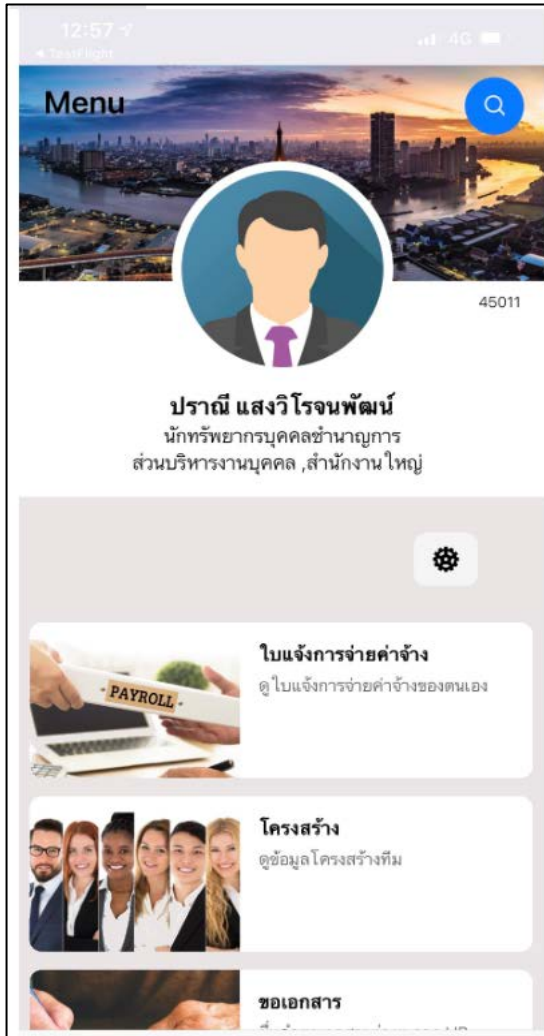 12:57
◀ TestFlight
4G
Menu
45011
ปราณี แสงวิโรจนพัฒน์
นักทรัพยากรบุคคลชำนาญการ
ส่วนบริหารงานบุคคล ,สำนักงานใหญ่
ใบแจ้งการจ่ายค่าจ้าง
ดูใบแจ้งการจ่ายค่าจ้างของตนเอง
PAYROLL
โครงสร้าง
ดูข้อมูลโครงสร้างทีม
ขอเอกสาร